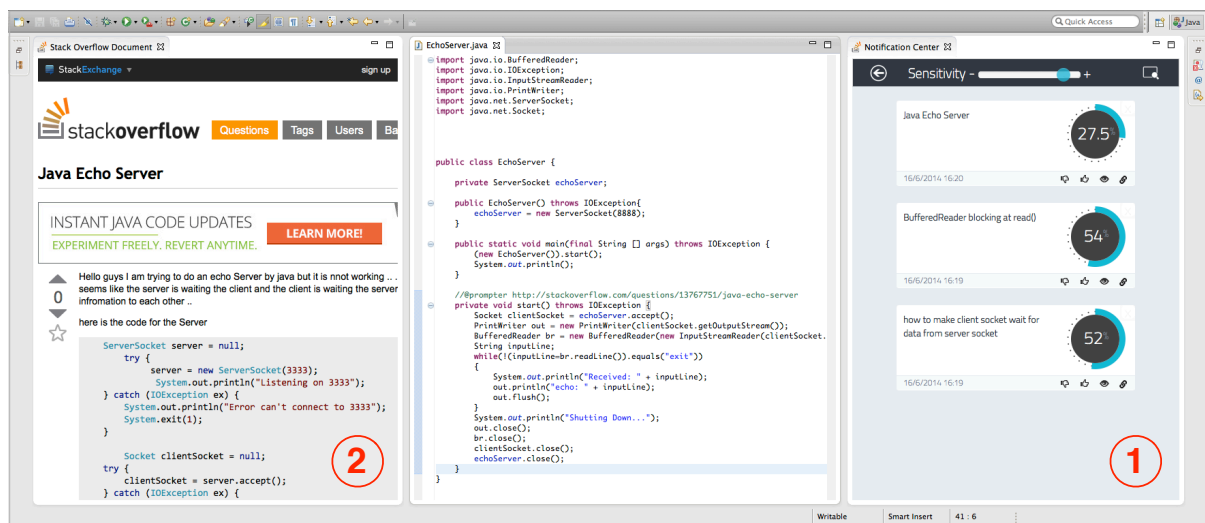 Quick Access
Java
Stack Overflow Document
StackExchange
sign up
stackoverflow
Questions
Tags
Users
Ba
Java Echo Server
INSTANT JAVA CODE UPDATES
EXPERIMENT FREELY. REVERT ANYTIME.
LEARN MORE!
Hello guys I am trying to do an echo Server by java but it is nnot working .. .
seems like the server is waiting the client and the client is waiting the server
infromation to each other ..
0
here is the code for the Server
ServerSocket server = null;
try {
server = new ServerSocket(3333);
System.out.println("Listening on 3333");
} catch (IOException ex) {
System.out.println("Error can't connect to 3333");
System.exit(1);
}
Socket clientSocket = null;
try {
clientSocket = server.accept();
} catch (IOException ex) {
2
EchoServer.java
import java.io.BufferedReader;
import java.io.IOException;
import java.io.InputStreamReader;
import java.io.PrintWriter;
import java.net.ServerSocket;
import java.net.Socket;
public class EchoServer {
private ServerSocket echoServer;
public EchoServer() throws IOException{
echoServer = new ServerSocket(8888);
}
public static void main(final String [] args) throws IOException {
(new EchoServer()).start();
System.out.println();
}
//@prompter http://stackoverflow.com/questions/13767751/java-echo-server
private void start() throws IOException {
Socket clientSocket = echoServer.accept();
PrintWriter out = new PrintWriter(clientSocket.getOutputStream());
BufferedReader br = new BufferedReader(new InputStreamReader(clientSocket.
String inputLine;
while(!(inputLine=br.readLine()).equals("exit"))
{
System.out.println("Received: " + inputLine);
out.println("echo: " + inputLine);
out.flush();
}
System.out.println("Shutting Down...");
out.close();
br.close();
clientSocket.close();
echoServer.close();
}
}
Notification Center
Sensitivity - +
Java Echo Server
27.5%
16/6/2014 16:20
BufferedReader blocking at read()
54%
16/6/2014 16:19
how to make client socket wait for
data from server socket
52%
16/6/2014 16:19
1
Writable
Smart Insert
41 : 6